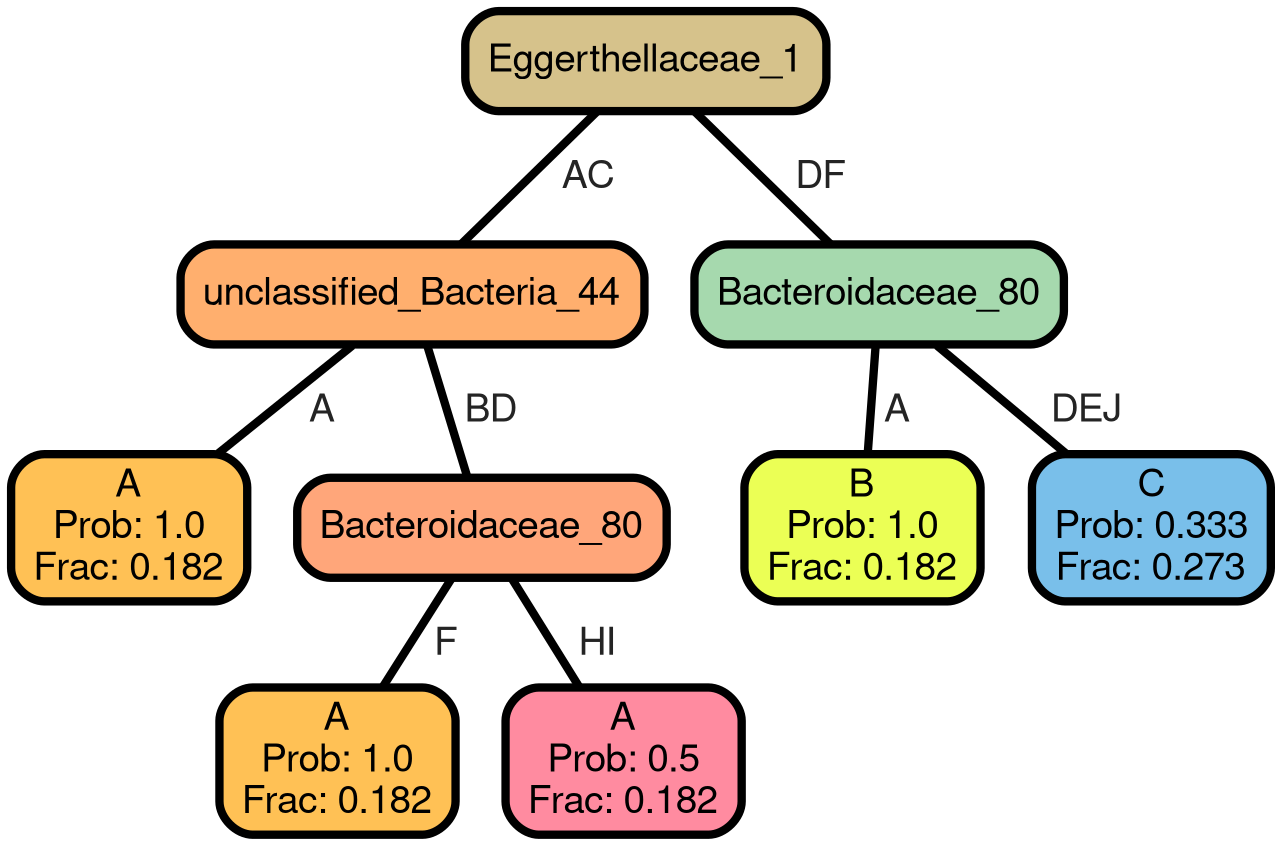 Eggerthellaceae_1
AC
DF
unclassified_Bacteria_44
Bacteroidaceae_80
A
BD
A
DEJ
A
Prob: 1.0
Frac: 0.182
Bacteroidaceae_80
B
Prob: 1.0
Frac: 0.182
C
Prob: 0.333
Frac: 0.273
F
HI
A
Prob: 1.0
Frac: 0.182
A
Prob: 0.5
Frac: 0.182